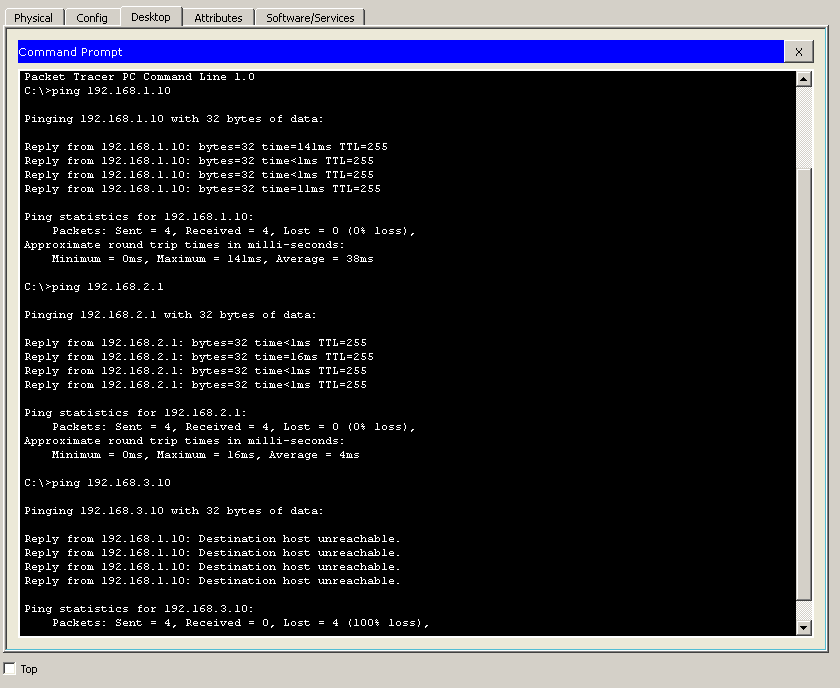 Physical Config Desktop Attributes Software/Services
Command Prompt X
Packet Tracer PC Command Line 1.0
C:\>ping 192.168.1.10
Pinging 192.168.1.10 with 32 bytes of data:
Reply from 192.168.1.10: bytes=32 time=141ms TTL=255
Reply from 192.168.1.10: bytes=32 time<1ms TTL=255
Reply from 192.168.1.10: bytes=32 time<1ms TTL=255
Reply from 192.168.1.10: bytes=32 time=11ms TTL=255
Ping statistics for 192.168.1.10:
Packets: Sent = 4, Received = 4, Lost = 0 (0% loss),
Approximate round trip times in milli-seconds:
Minimum = 0ms, Maximum = 141ms, Average = 38ms
C:\>ping 192.168.2.1
Pinging 192.168.2.1 with 32 bytes of data:
Reply from 192.168.2.1: bytes=32 time<1ms TTL=255
Reply from 192.168.2.1: bytes=32 time=16ms TTL=255
Reply from 192.168.2.1: bytes=32 time<1ms TTL=255
Reply from 192.168.2.1: bytes=32 time<1ms TTL=255
Ping statistics for 192.168.2.1:
Packets: Sent = 4, Received = 4, Lost = 0 (0% loss),
Approximate round trip times in milli-seconds:
Minimum = 0ms, Maximum = 16ms, Average = 4ms
C:\>ping 192.168.3.10
Pinging 192.168.3.10 with 32 bytes of data:
Reply from 192.168.1.10: Destination host unreachable.
Reply from 192.168.1.10: Destination host unreachable.
Reply from 192.168.1.10: Destination host unreachable.
Reply from 192.168.1.10: Destination host unreachable.
Ping statistics for 192.168.3.10:
Packets: Sent = 4, Received = 0, Lost = 4 (100% loss),
Top